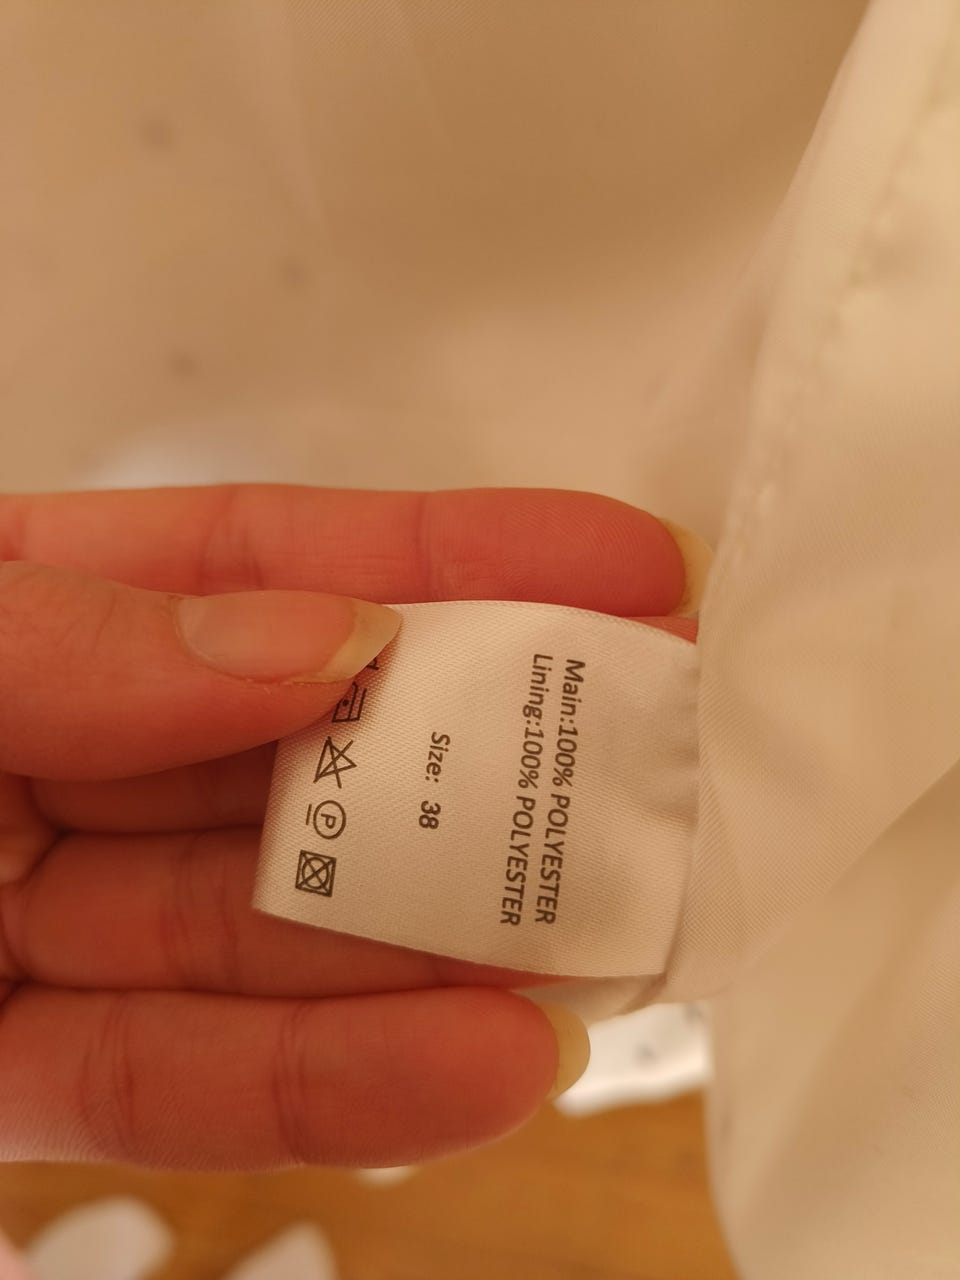 Main:100% POLYESTER
Lining:100% POLYESTER
Size: 38
P